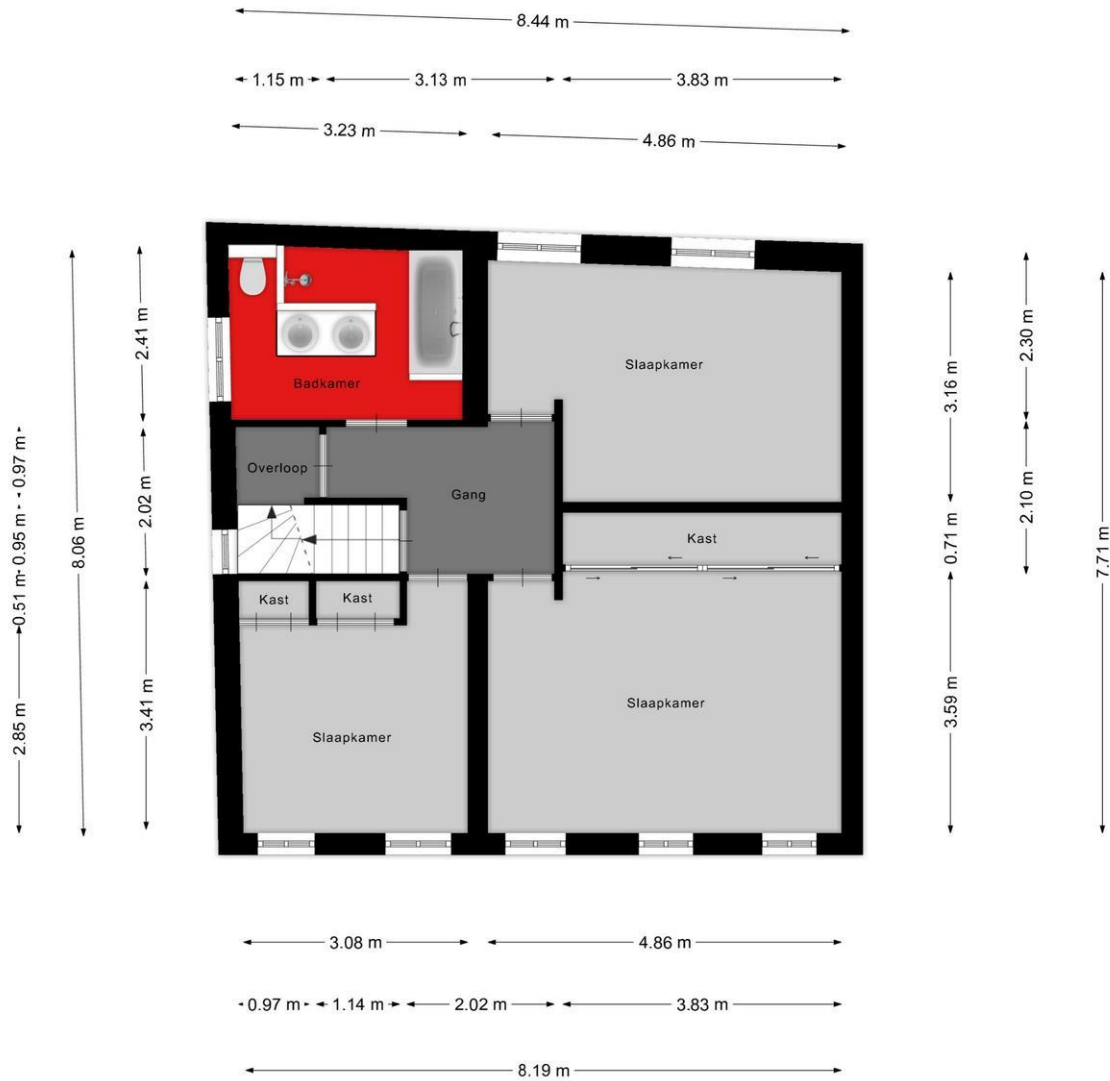 8.44 m
1.15 m
3.13 m
3.83 m
3.23 m
4.86 m
Badkamer
Slaapkamer
Overloop
Gang
Kast
Kast
Kast
Slaapkamer
Slaapkamer
2.41 m
2.02 m
3.41 m
8.06 m
0.97 m
0.95 m
0.51 m
2.85 m
3.16 m
0.71 m
3.59 m
2.30 m
2.10 m
7.71 m
3.08 m
4.86 m
0.97 m
1.14 m
2.02 m
3.83 m
8.19 m